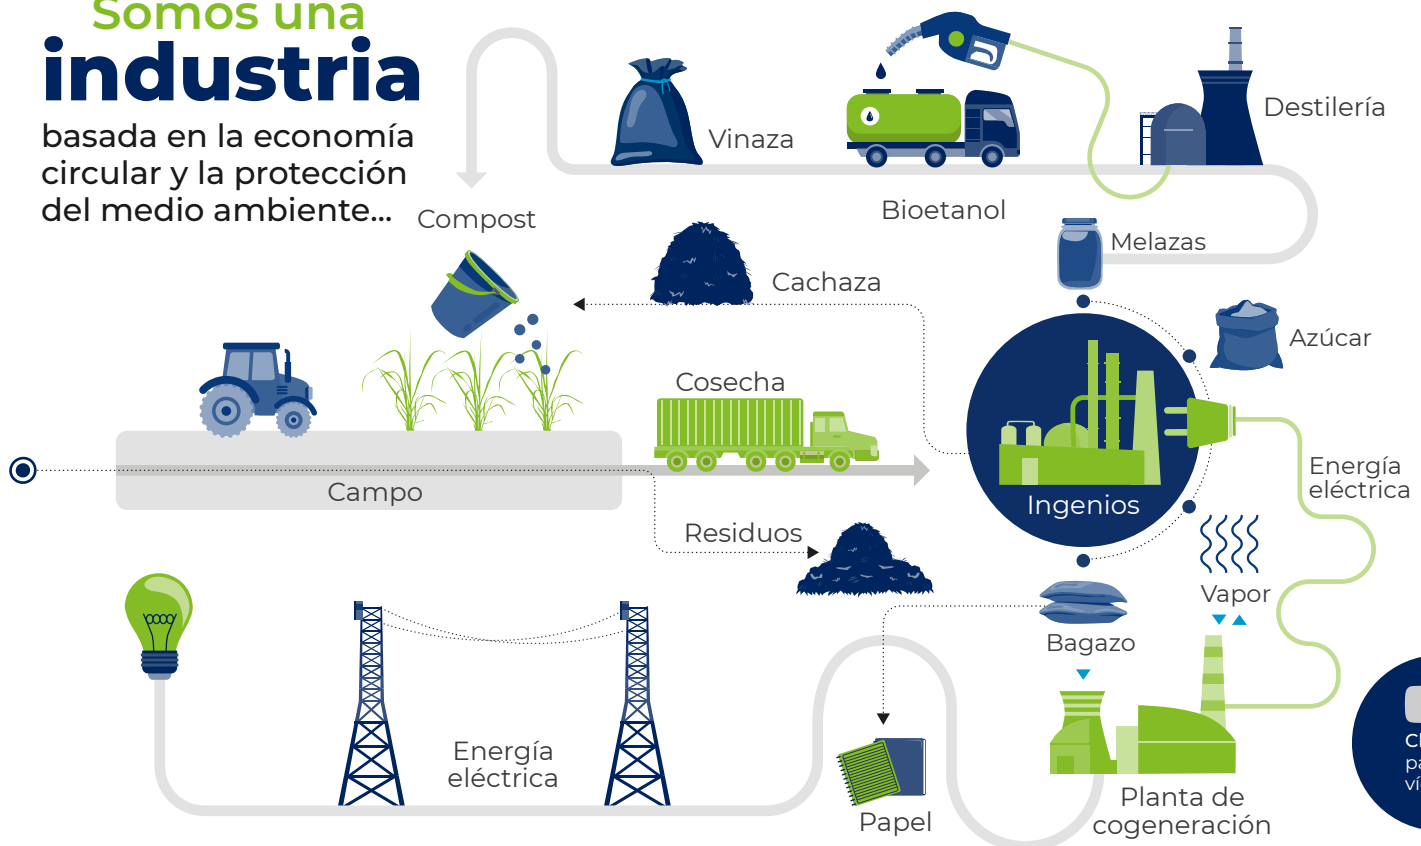 Somos una
industria
basada en la economía
circular y la protección
del medio ambiente...
Vinaza
Destilería
Bioetanol
Compost
Melazas
Cachaza
Azúcar
Cosecha
Campo
Energía
eléctrica
Ingenios
Residuos
Vapor
Bagazo
Energía
eléctrica
Papel
Planta de
cogeneración